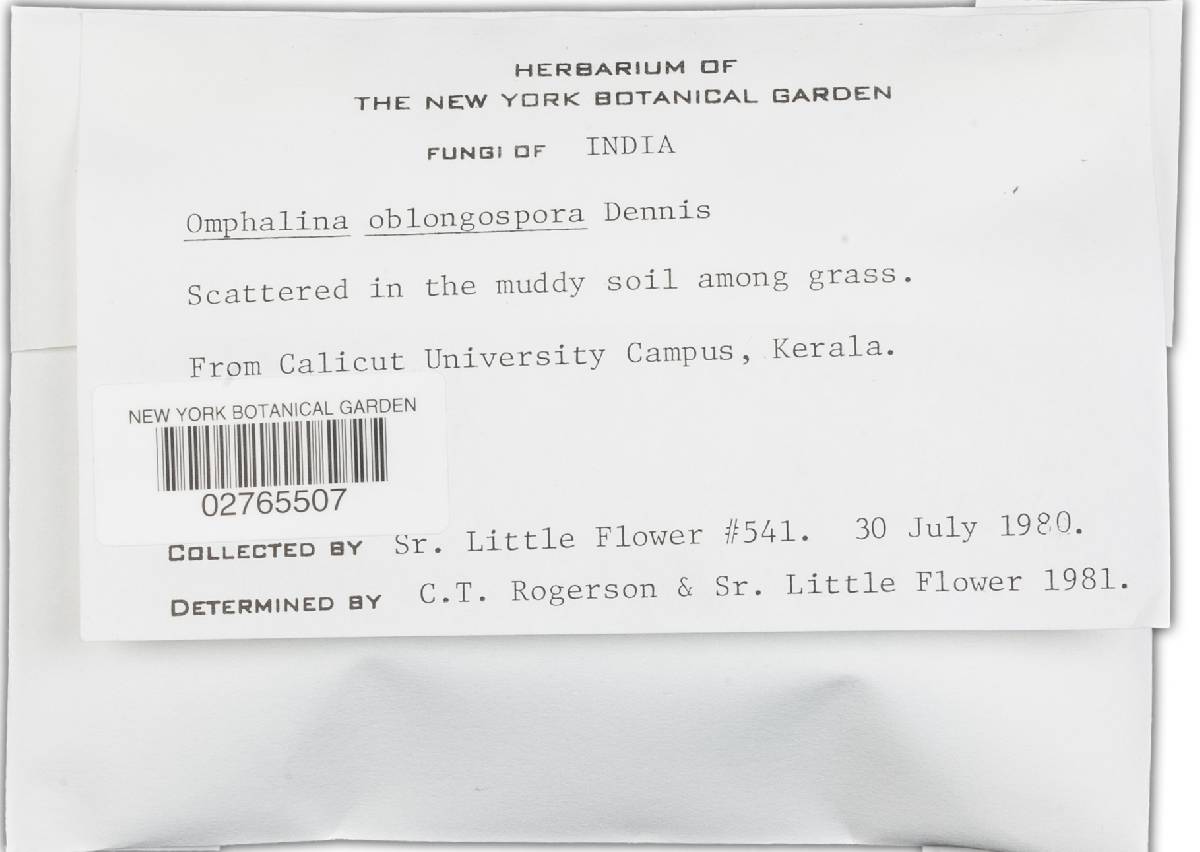 HERBARIUM OF
THE NEW YORK BOTANICAL GARDEN
FUNGI OF INDIA
Omphalina oblongospora Dennis
Scattered in the muddy soil among grass.
From Calicut University Campus, Kerala.
NEW YORK BOTANICAL GARDEN
02765507
COLLECTED BY Sr. Little Flower #541. 30 July 1980.
DETERMINED BY C.T. Rogerson & Sr. Little Flower 1981.